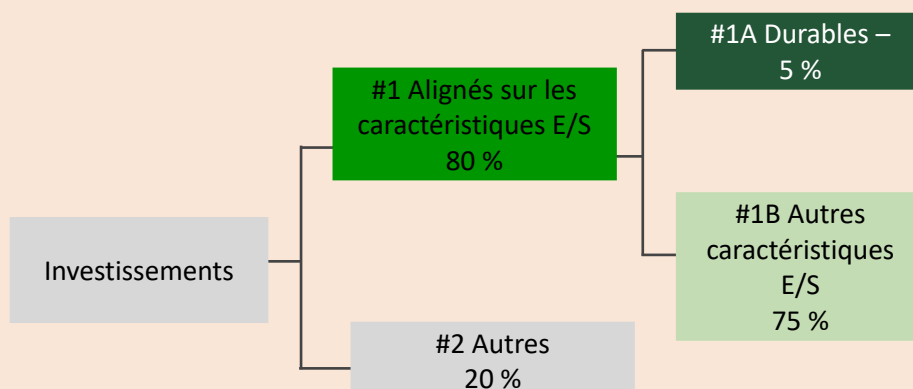 #1A Durables –
5 %
#1 Alignés sur les
caractéristiques E/S
80 %
#1B Autres
caractéristiques
E/S
75 %
Investissements
#2 Autres
20 %